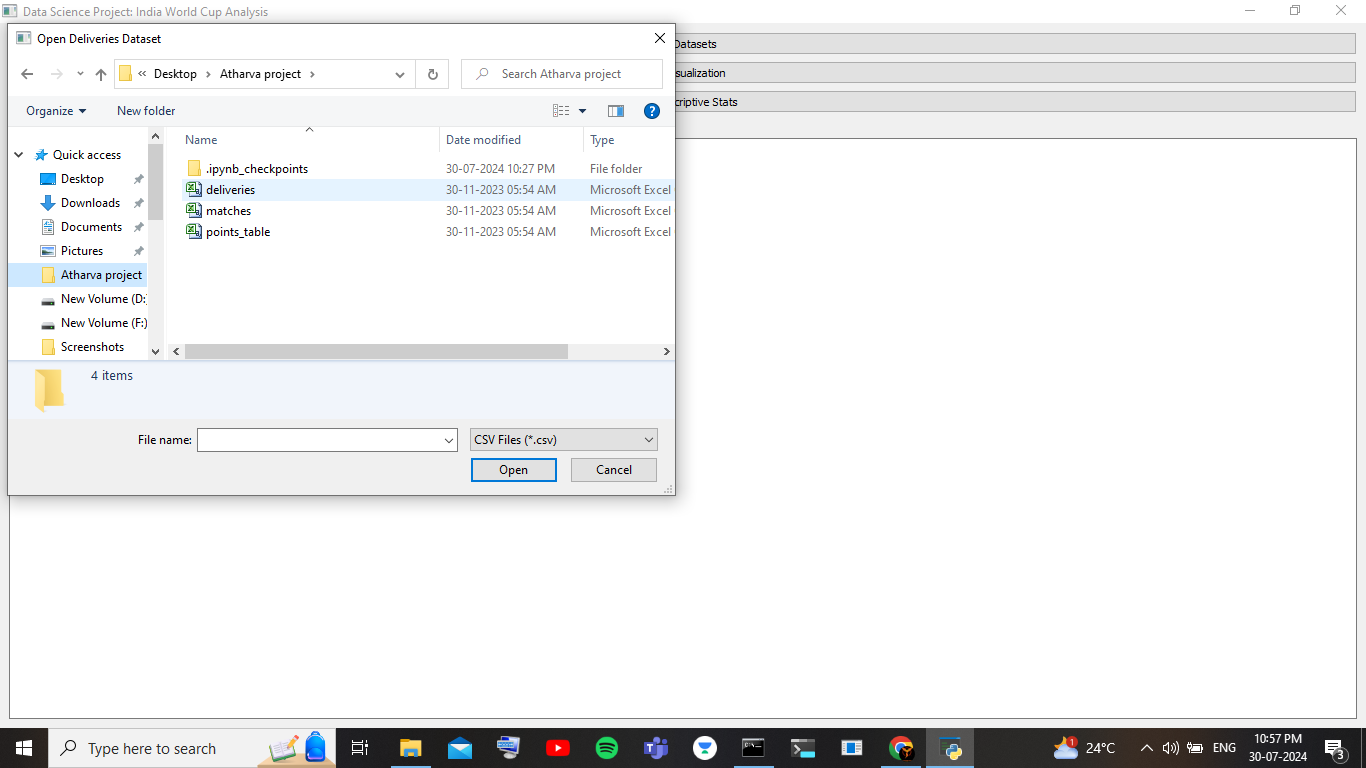 Data Science Project: India World Cup Analysis
Open Deliveries Dataset
« Desktop › Atharva project ›
Search Atharva project
Datasets
sualization
criptive Stats
Organize
New folder
?
Name
Date modified
Type
Quick access
Desktop
Downloads
Documents
Pictures
Atharva project
New Volume (D:)
New Volume (F:)
Screenshots
.ipynb_checkpoints 30-07-2024 10:27 PM File folder
deliveries 30-11-2023 05:54 AM Microsoft Excel
matches 30-11-2023 05:54 AM Microsoft Excel
points_table 30-11-2023 05:54 AM Microsoft Excel
4 items
File name:
CSV Files (*.csv)
Open
Cancel
Type here to search
1
24°C
ENG
10:57 PM
30-07-2024
3